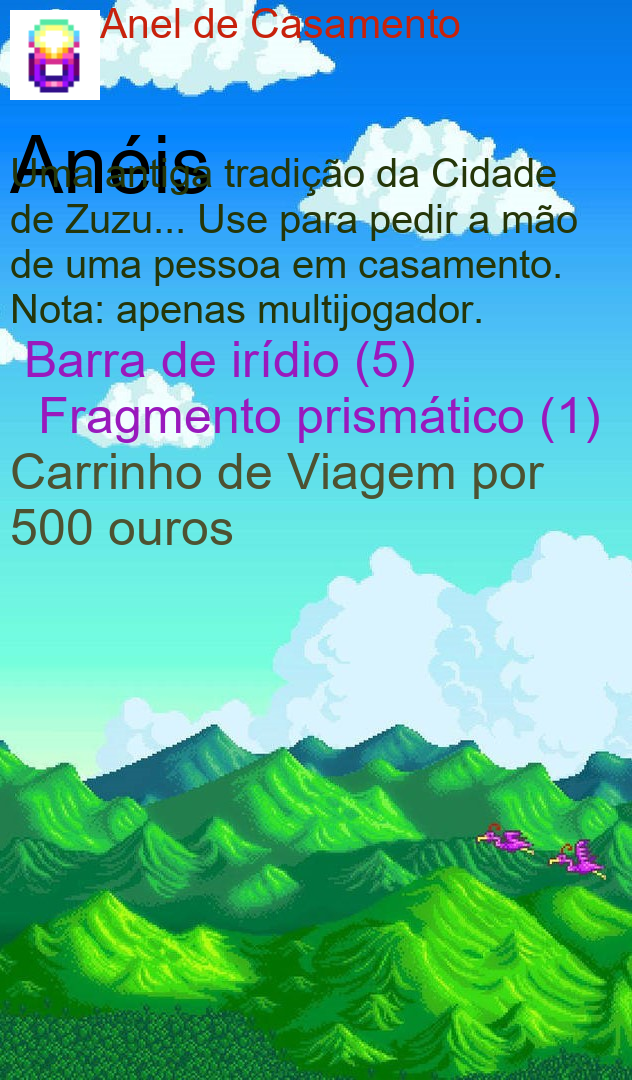 Anel de Casamento
Anéis
Uma antiga tradição da Cidade
de Zuzu... Use para pedir a mão
de uma pessoa em casamento.
Nota: apenas multijogador.
Barra de irídio (5)
Fragmento prismático (1)
Carrinho de Viagem por
500 ouros